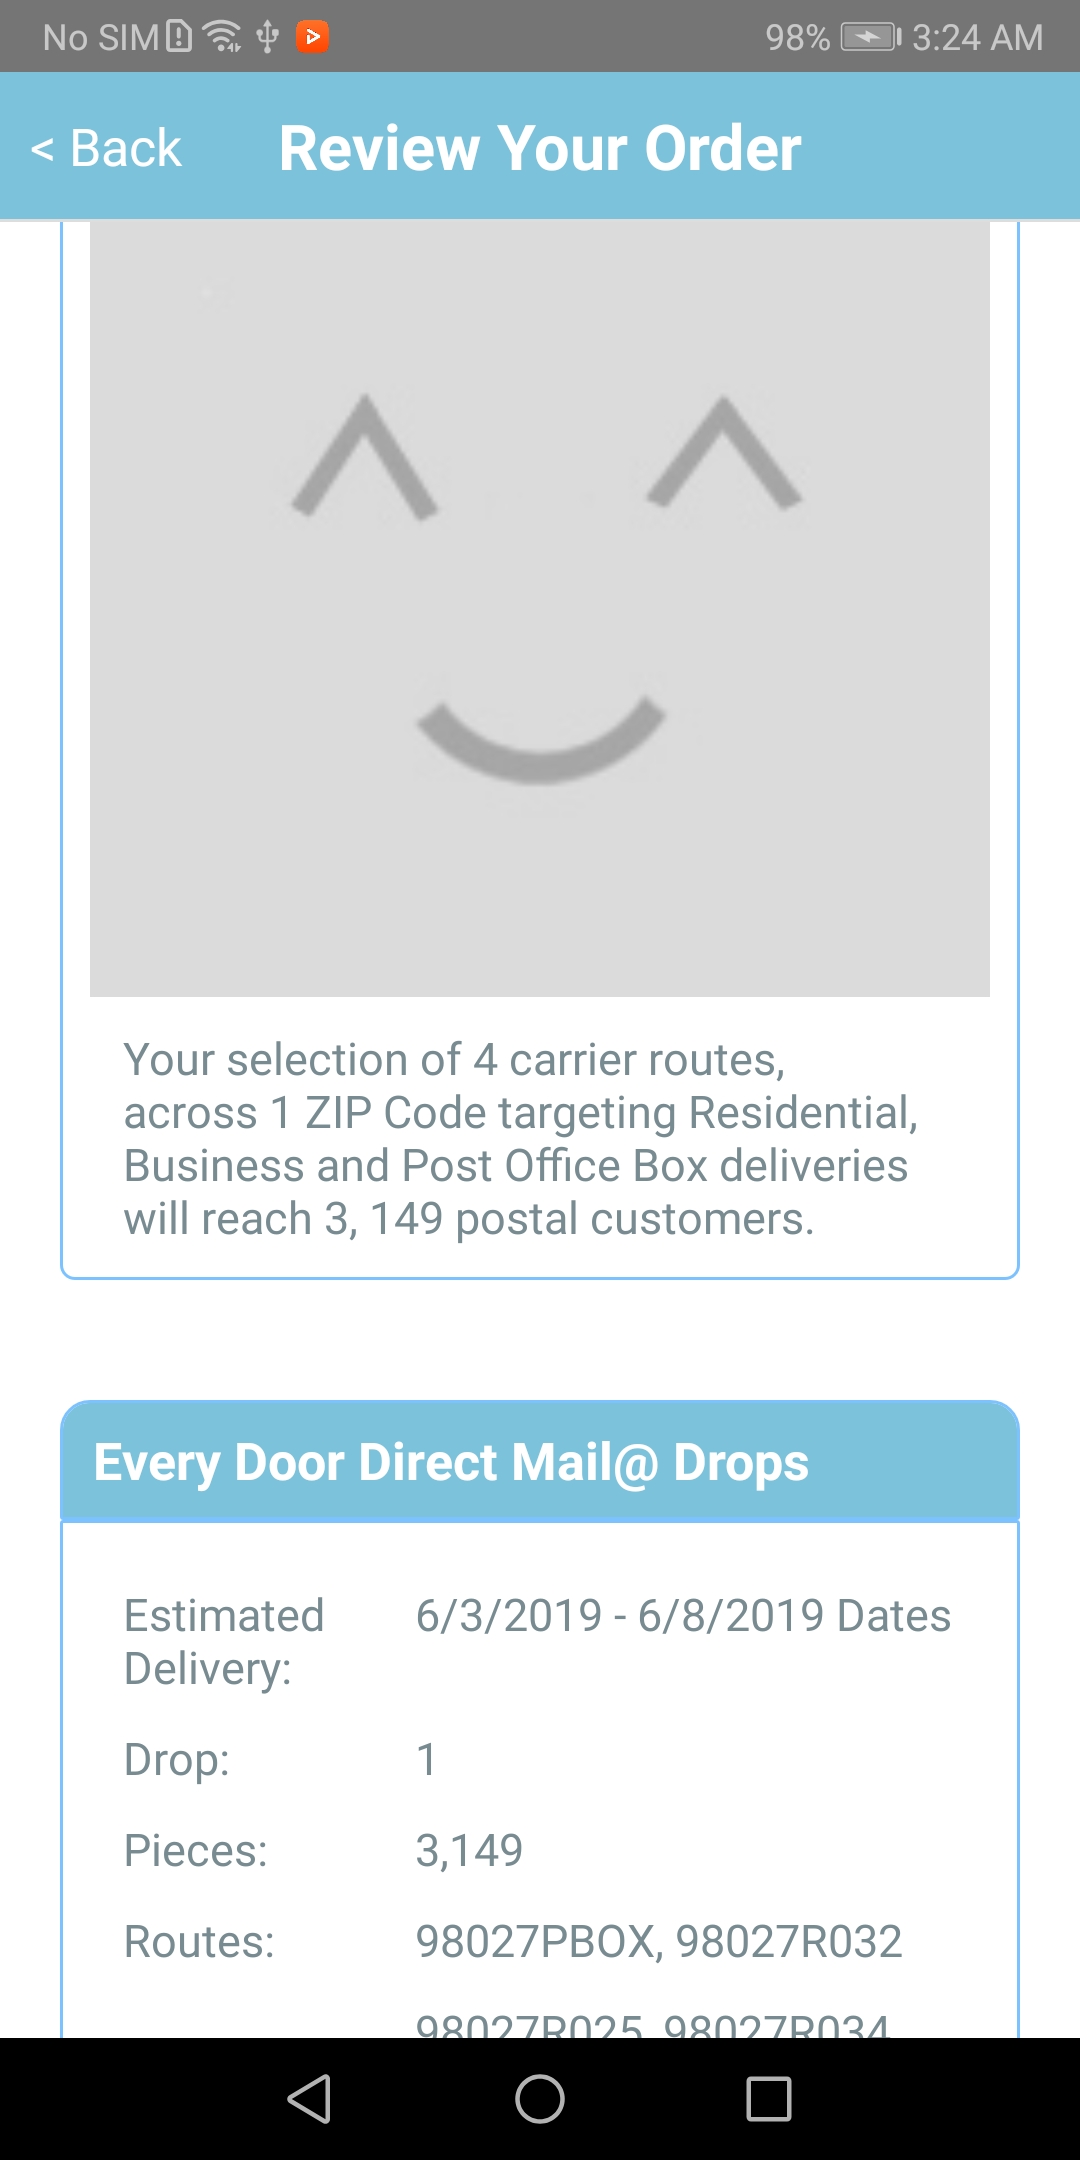 No SIM 98% 3:24 AM
< Back Review Your Order
Your selection of 4 carrier routes,
across 1 ZIP Code targeting Residential,
Business and Post Office Box deliveries
will reach 3, 149 postal customers.
Every Door Direct Mail@ Drops
Estimated 6/3/2019 - 6/8/2019 Dates
Delivery:
Drop: 1
Pieces: 3,149
Routes: 98027PBOX, 98027R032
98027R025, 98027R034